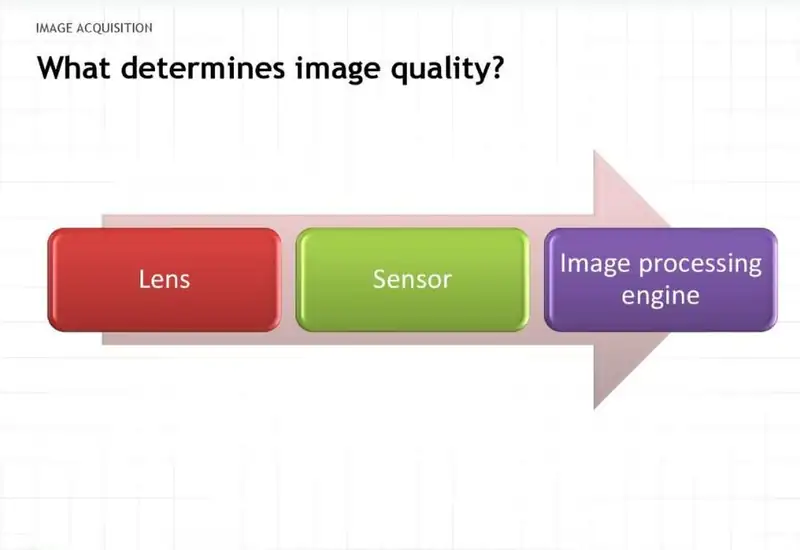 IMAGE ACQUISITION
What determines image quality?
Lens
Sensor
Image processing
engine